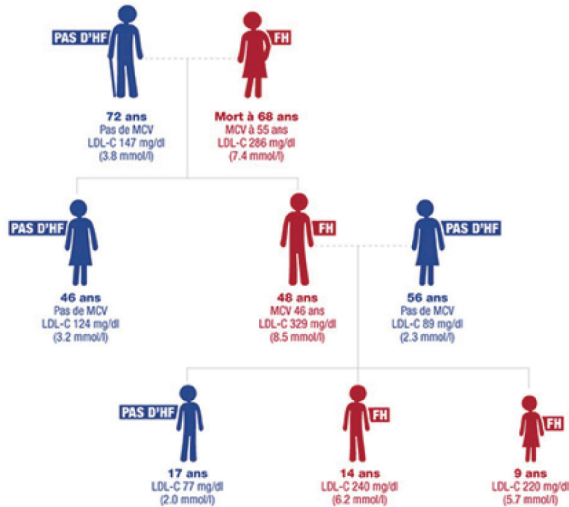 PAS D'HF
FH
72 ans
Pas de MCV
LDL-C 147 mg/dl
(3.8 mmol/l)
Mort à 68 ans
MCV à 55 ans
LDL-C 286 mg/dl
(7.4 mmol/l)
PAS D'HF
FH
PAS D'HF
46 ans
Pas de MCV
LDL-C 124 mg/dl
(3.2 mmol/l)
48 ans
MCV 46 ans
LDL-C 329 mg/dl
(8.5 mmol/l)
56 ans
Pas de MCV
LDL-C 89 mg/dl
(2.3 mmol/l)
PAS D'HF
FH
FH
17 ans
LDL-C 77 mg/dl
(2.0 mmol/l)
14 ans
LDL-C 240 mg/dl
(6.2 mmol/l)
9 ans
LDL-C 220 mg/dl
(5.7 mmol/l)